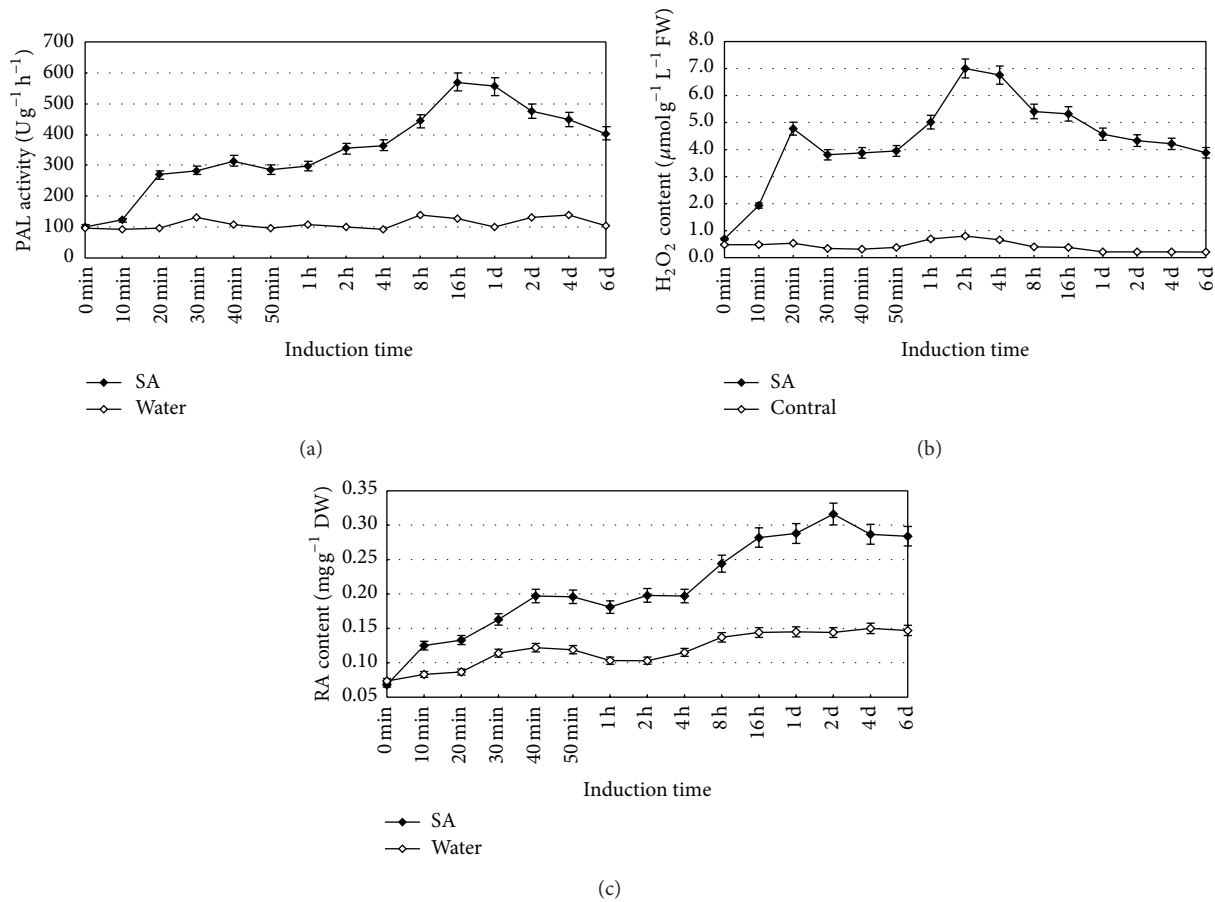 PAL activity (U g⁻¹ h⁻¹)
700
600
500
400
300
200
100
0
0 min
10 min
20 min
30 min
40 min
50 min
1 h
2 h
4 h
8 h
16 h
1 d
2 d
4 d
6 d
Induction time
SA
Water
(a)
H₂O₂ content (μmolg⁻¹ L⁻¹ FW)
8.0
7.0
6.0
5.0
4.0
3.0
2.0
1.0
0.0
0 min
10 min
20 min
30 min
40 min
50 min
1 h
2 h
4 h
8 h
16 h
1 d
2 d
4 d
6 d
Induction time
SA
Contral
(b)
RA content (mg g⁻¹ DW)
0.35
0.30
0.25
0.20
0.15
0.10
0.05
0 min
10 min
20 min
30 min
40 min
50 min
1 h
2 h
4 h
8 h
16 h
1 d
2 d
4 d
6 d
Induction time
SA
Water
(c)